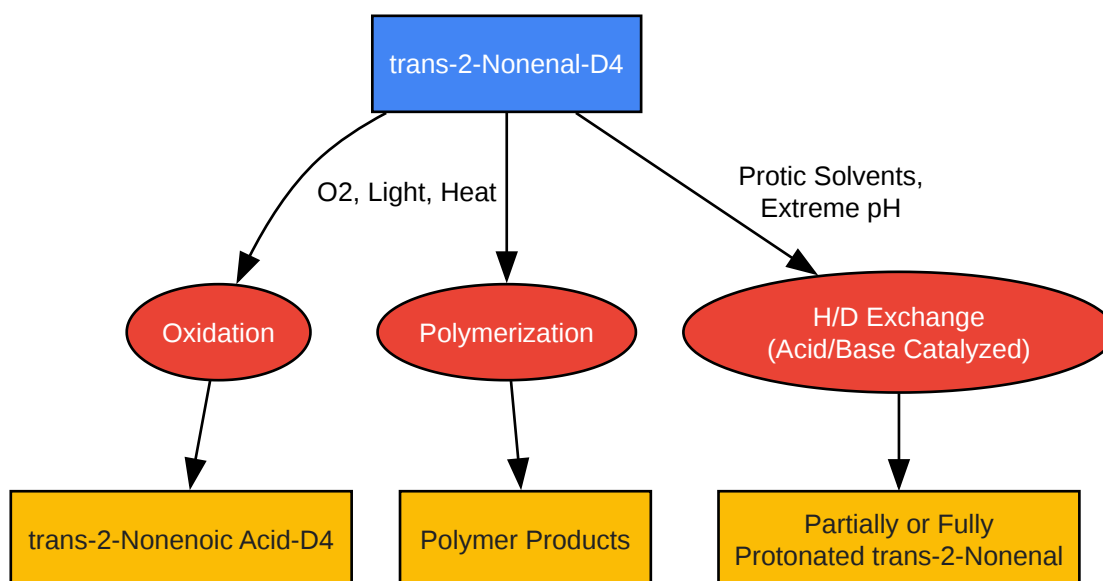 trans-2-Nonenal-D4
O2, Light, Heat
Protic Solvents,
Extreme pH
Oxidation
Polymerization
H/D Exchange
(Acid/Base Catalyzed)
trans-2-Nonenoic Acid-D4
Polymer Products
Partially or Fully
Protonated trans-2-Nonenal